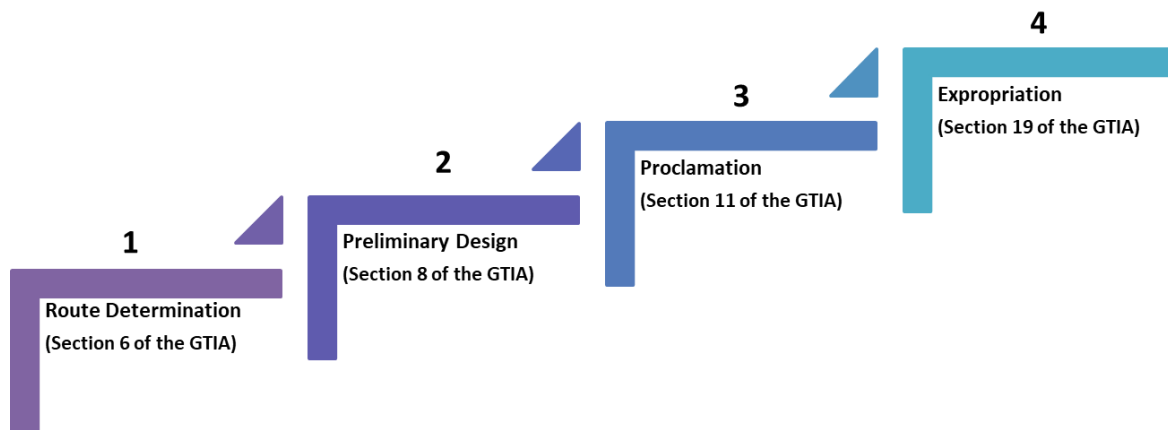 1
Route Determination
(Section 6 of the GTIA)
2
Preliminary Design
(Section 8 of the GTIA)
3
Proclamation
(Section 11 of the GTIA)
4
Expropriation
(Section 19 of the GTIA)